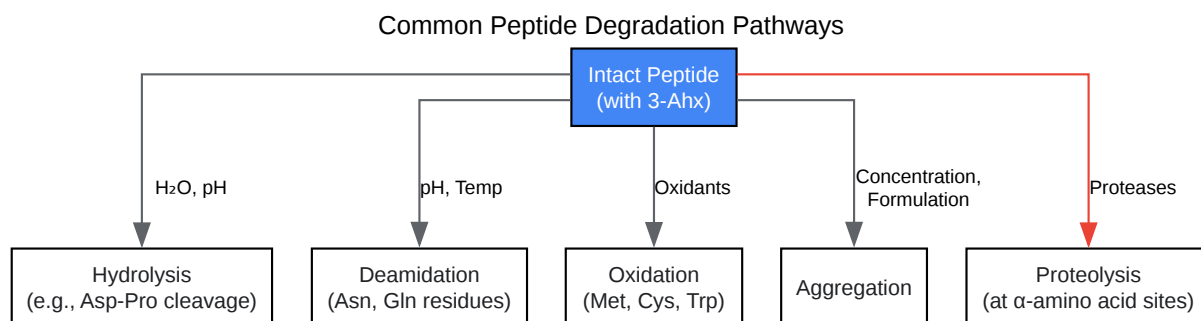 Common Peptide Degradation Pathways
Intact Peptide
(with 3-Ahx)
H₂O, pH
pH, Temp
Oxidants
Concentration,
Formulation
Proteases
Hydrolysis
(e.g., Asp-Pro cleavage)
Deamidation
(Asn, Gln residues)
Oxidation
(Met, Cys, Trp)
Aggregation
Proteolysis
(at α-amino acid sites)